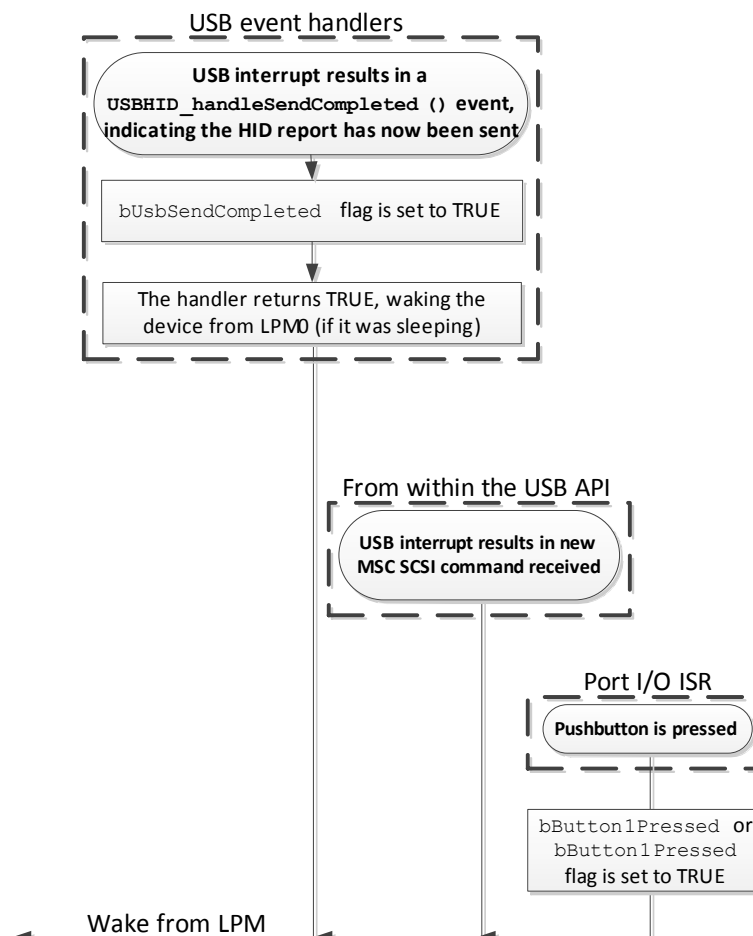 USB event handlers
USB interrupt results in a
USBHID_handleSendCompleted () event,
indicating the HID report has now been sent
bUsbSendCompleted flag is set to TRUE
The handler returns TRUE, waking the
device from LPM0 (if it was sleeping)
From within the USB API
USB interrupt results in new
MSC SCSI command received
Port I/O ISR
Pushbutton is pressed
bButton1Pressed or
bButton1Pressed
flag is set to TRUE
Wake from LPM